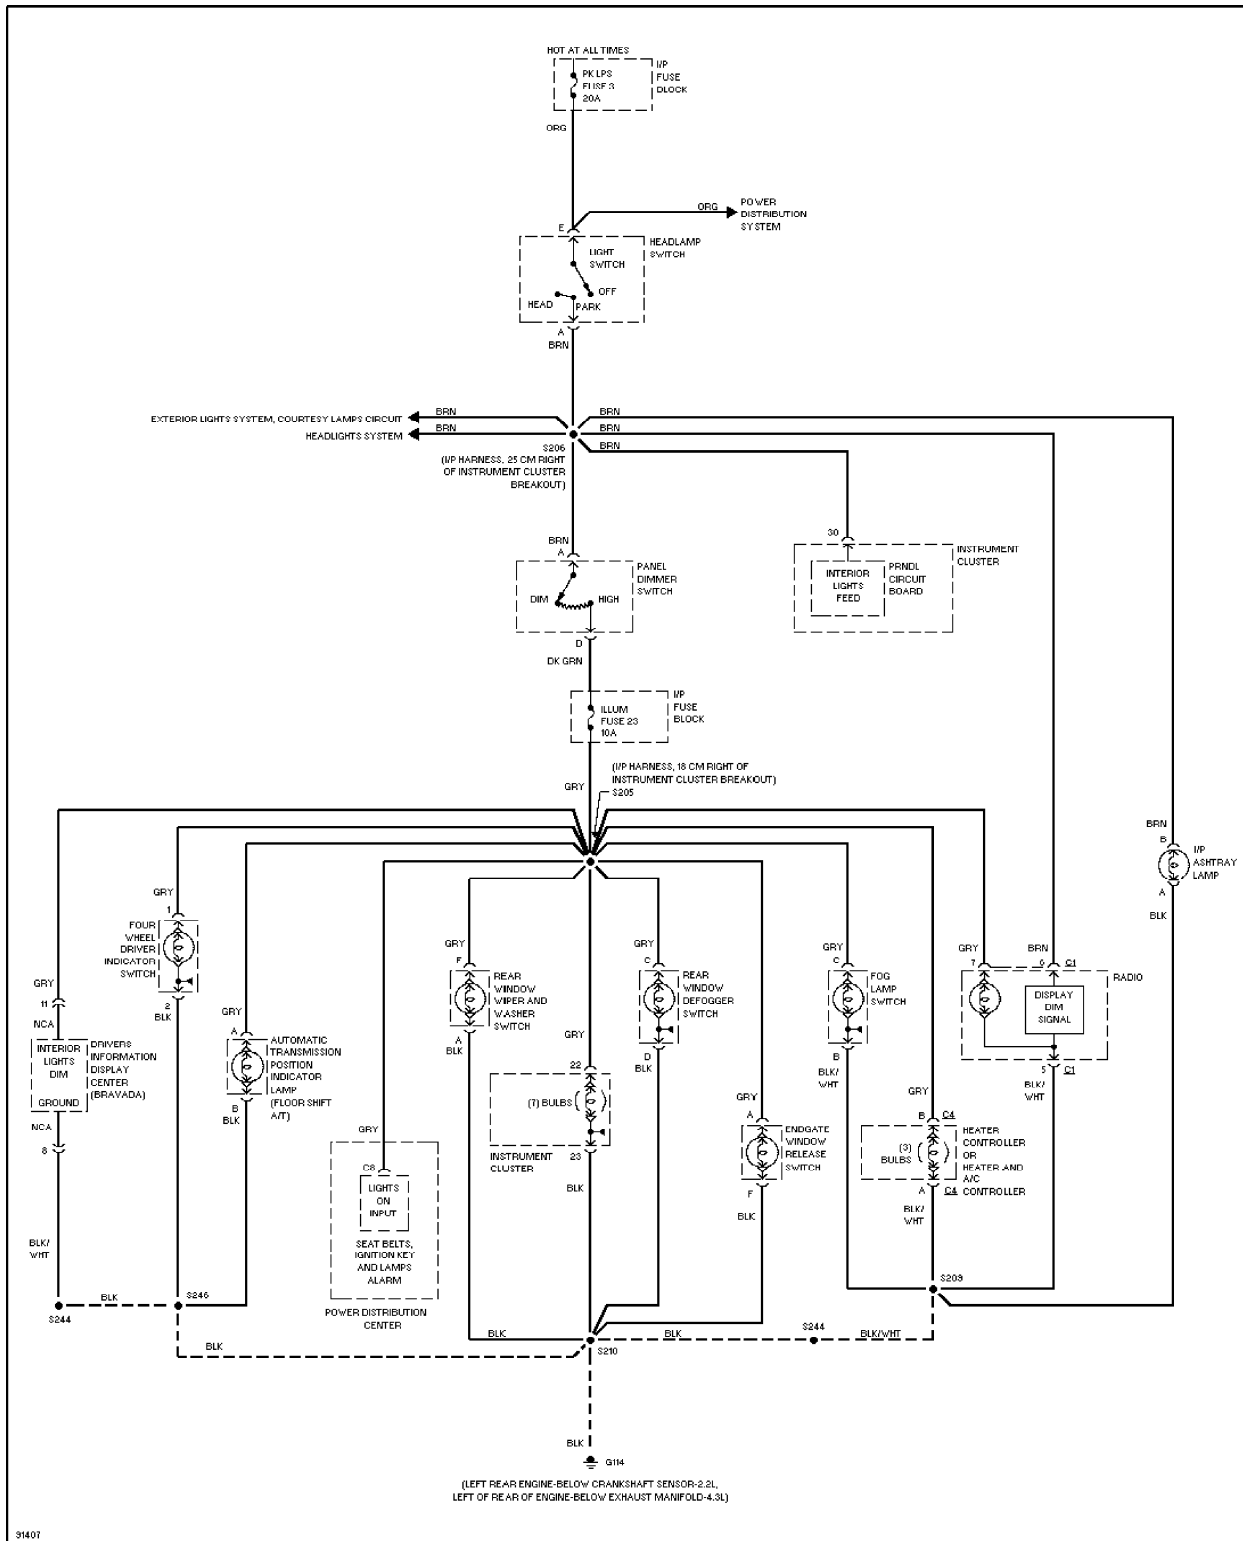 HOT AT ALL TIMES
PK LPS
FUSE 3
20A
I/P
FUSE
BLOCK
ORG
ORG
POWER
DISTRIBUTION
SYSTEM
E
HEADLAMP
SWITCH
LIGHT
SWITCH
OFF
HEAD
PARK
A
BRN
EXTERIOR LIGHTS SYSTEM, COURTESY LAMPS CIRCUIT
BRN
BRN
HEADLIGHTS SYSTEM
BRN
BRN
BRN
S206
(I/P HARNESS, 25 CM RIGHT
OF INSTRUMENT CLUSTER
BREAKOUT)
BRN
A
PANEL
DIMMER
SWITCH
DIM
HIGH
D
DK GRN
30
INSTRUMENT
CLUSTER
INTERIOR
LIGHTS
FEED
PRNDL
CIRCUIT
BOARD
ILLUM
FUSE 23
10A
I/P
FUSE
BLOCK
GRY
(I/P HARNESS, 18 CM RIGHT OF
INSTRUMENT CLUSTER BREAKOUT)
S205
BRN
B
I/P
ASHTRAY
LAMP
A
BLK
GRY
1
FOUR
WHEEL
DRIVER
INDICATOR
SWITCH
2
BLK
GRY
11
NCA
INTERIOR
LIGHTS
DIM
GROUND
DRIVERS
INFORMATION
DISPLAY
CENTER
(BRAVADA)
NCA
8
BLK/
WHT
GRY
A
AUTOMATIC
TRANSMISSION
POSITION
INDICATOR
LAMP
(FLOOR SHIFT
A/T)
B
BLK
GRY
C8
LIGHTS
ON
INPUT
SEAT BELTS,
IGNITION KEY
AND LAMPS
ALARM
POWER DISTRIBUTION
CENTER
GRY
F
REAR
WINDOW
WIPER AND
WASHER
SWITCH
A
BLK
GRY
22
(7) BULBS
INSTRUMENT
CLUSTER
23
BLK
GRY
C
REAR
WINDOW
DEFOGGER
SWITCH
D
BLK
GRY
A
ENDGATE
WINDOW
RELEASE
SWITCH
F
BLK
GRY
C
FOG
LAMP
SWITCH
B
BLK/
WHT
GRY
B
C4
(3)
BULBS
HEATER
CONTROLLER
OR
HEATER AND
A/C
CONTROLLER
A
C4
BLK/
WHT
GRY
7
BRN
6
C1
RADIO
DISPLAY
DIM
SIGNAL
5
C1
BLK/
WHT
S209
S244
BLK
S246
BLK
BLK
S210
BLK
S244
BLK/WHT
BLK
G114
(LEFT REAR ENGINE-BELOW CRANKSHAFT SENSOR-2.2L,
LEFT OF REAR OF ENGINE-BELOW EXHAUST MANIFOLD-4.3L)
91407